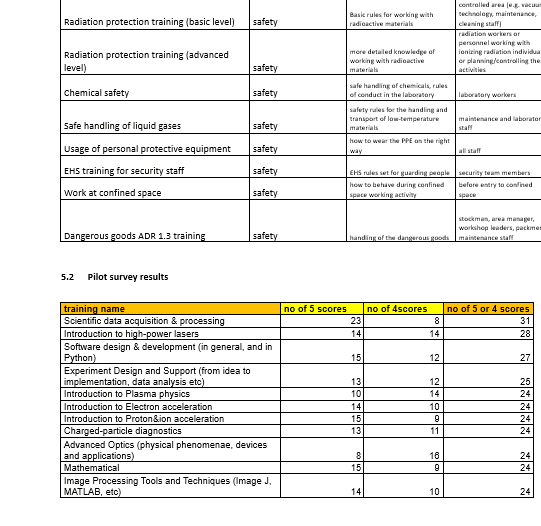 controlled area (e.g. vacuu
Radiation protection training (basic level) safety Basic rules for working with radioactive materials technology, maintenance, cleaning staff)
radiation workers or
personnel working with
Radiation protection training (advanced level) safety more detailed knowledge of working with radioactive materials ionizing radiation individua or planning/controlling the activities
Chemical safety safety safe handling of chemicals, rules of conduct in the laboratory laboratory workers
Safe handling of liquid gases safety safety rules for the handling and transport of low-temperature materials maintenance and laborator staff
Usage of personal protective equipment safety how to wear the PPE on the right way all staff
EHS training for security staff safety EHS rules set for guarding people security team members
Work at confined space safety how to behave during confined space working activity before entry to confined space
Dangerous goods ADR 1.3 training safety handling of the dangerous goods stockman, area manager, workshop leaders, packme maintenance staff
5.2 Pilot survey results
training name no of 5 scores no of 4scores no of 5 or 4 scores
Scientific data acquisition & processing 23 8 31
Introduction to high-power lasers 14 14 28
Software design & development (in general, and in
Python) 15 12 27
Experiment Design and Support (from idea to
implementation, data analysis etc) 13 12 25
Introduction to Plasma physics 10 14 24
Introduction to Electron acceleration 14 10 24
Introduction to Proton&ion acceleration 15 9 24
Charged-particle diagnostics 13 11 24
Advanced Optics (physical phenomenae, devices
and applications) 8 16 24
Mathematical 15 9 24
Image Processing Tools and Techniques (Image J,
MATLAB, etc) 14 10 24